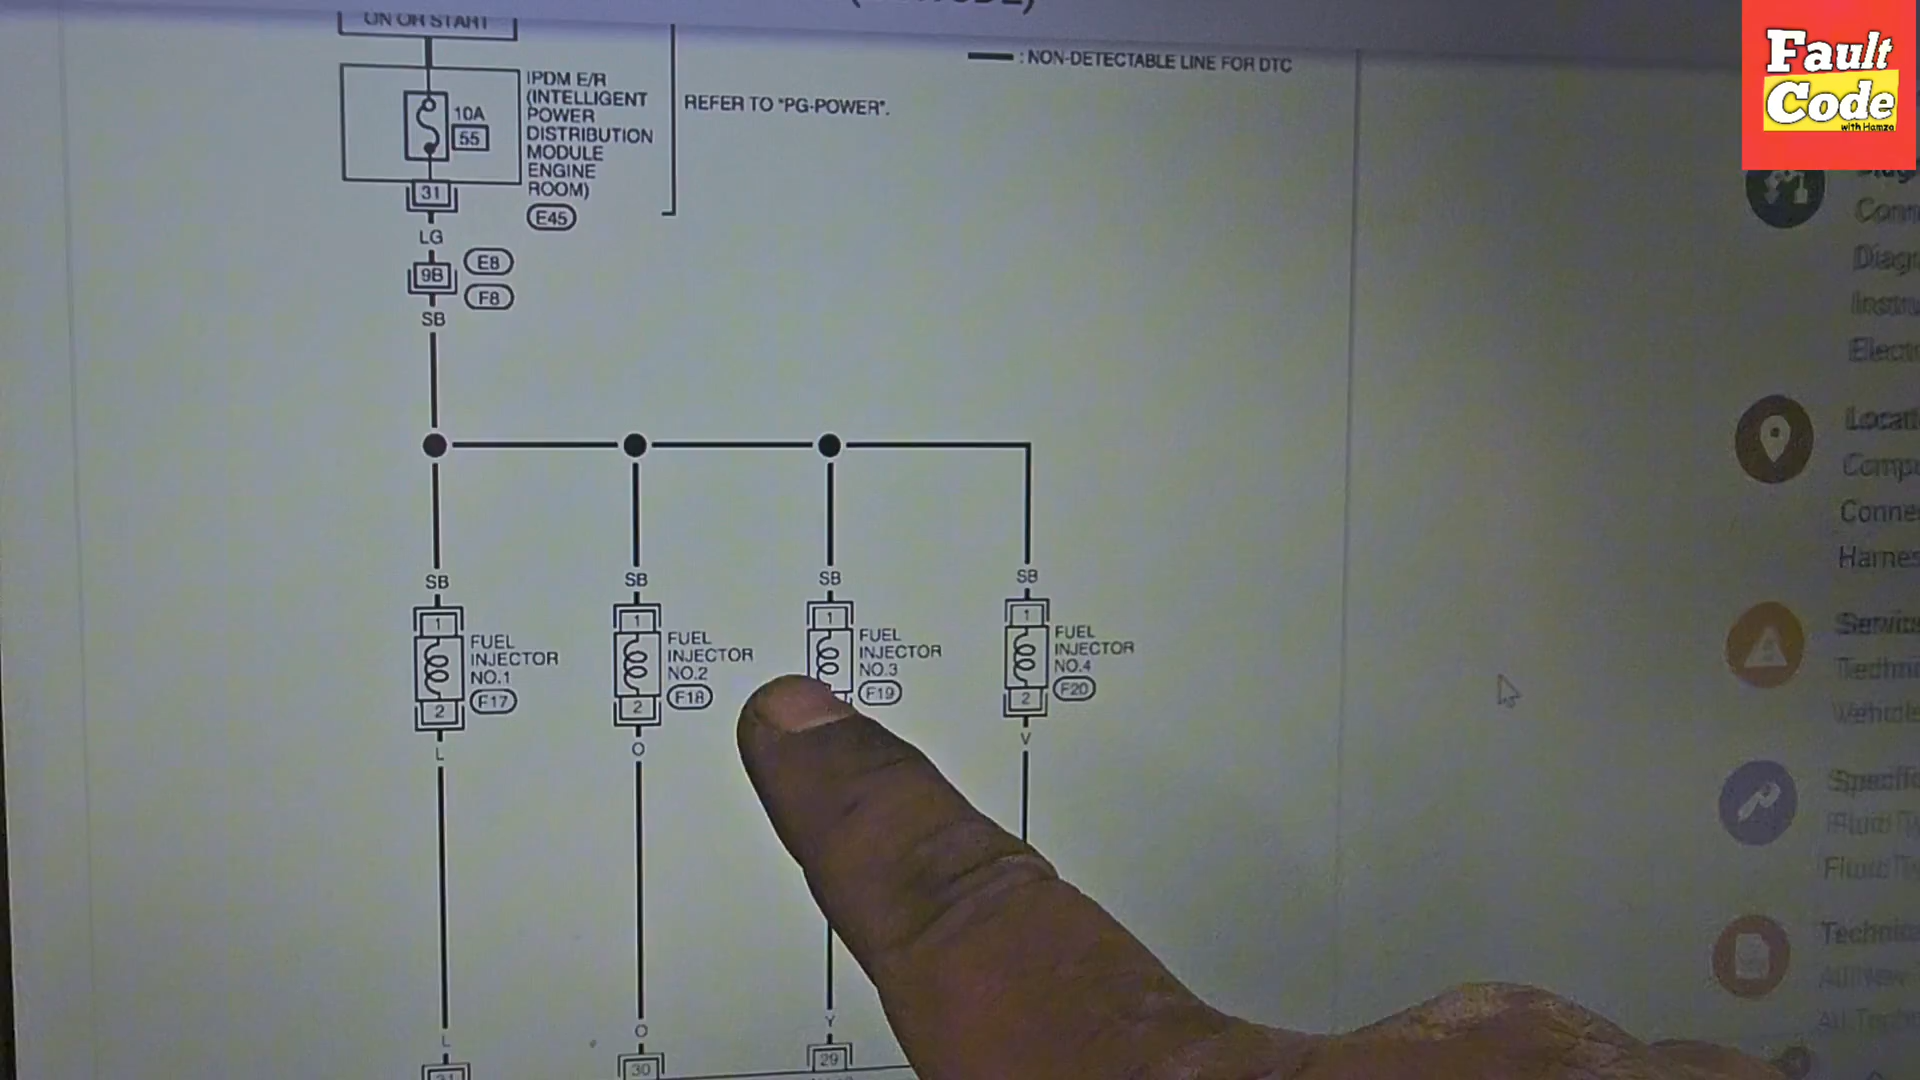 ON OR START
: NON-DETECTABLE LINE FOR DTC
Fault
Code
with Hamza
IPDM E/R
(INTELLIGENT
POWER
DISTRIBUTION
MODULE
ENGINE
ROOM)
10A
55
REFER TO "PG-POWER".
31
E45
LG
E8
9B
F8
SB
SB
SB
SB
SB
1
1
1
1
FUEL
INJECTOR
NO.1
F17
FUEL
INJECTOR
NO.2
F18
FUEL
INJECTOR
NO.3
F19
FUEL
INJECTOR
NO.4
F20
2
2
2
L
O
V
L
O
Y
30
29